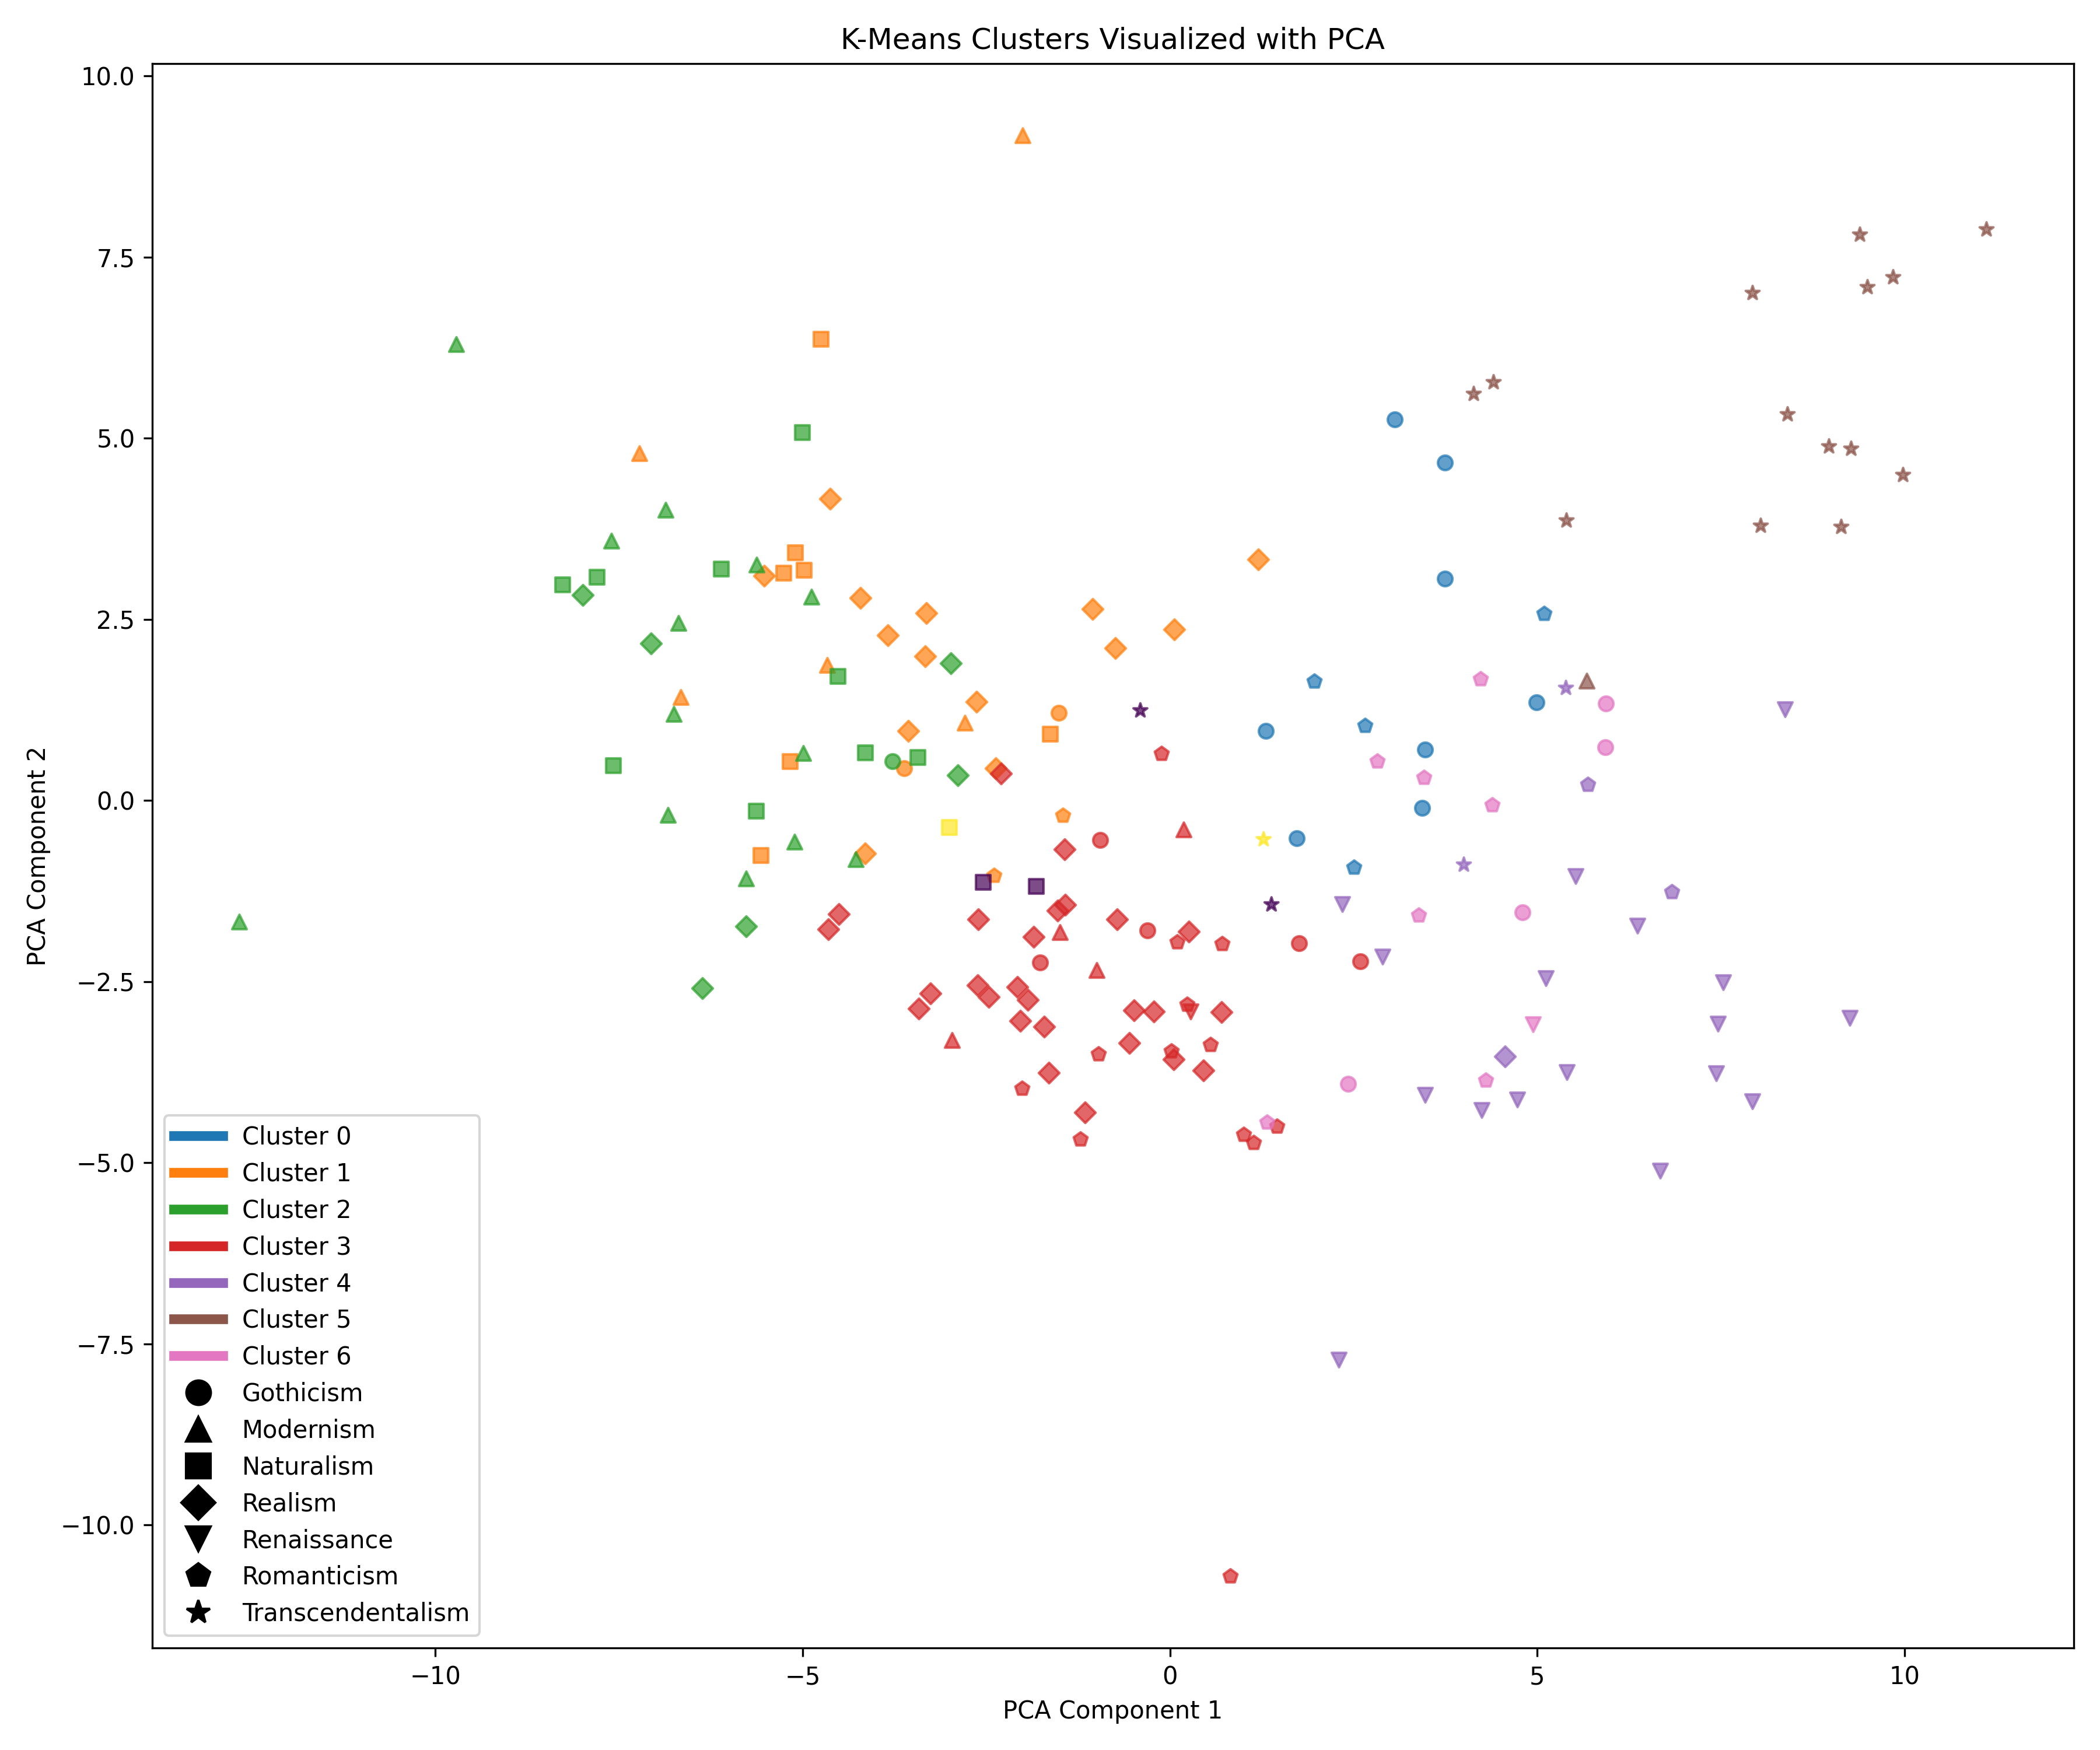 K-Means Clusters Visualized with PCA
PCA Component 2
10.0
7.5
5.0
2.5
0.0
−2.5
−5.0
−7.5
−10.0
Cluster 0
Cluster 1
Cluster 2
Cluster 3
Cluster 4
Cluster 5
Cluster 6
Gothicism
Modernism
Naturalism
Realism
Renaissance
Romanticism
Transcendentalism
−10 −5 0 5 10
PCA Component 1